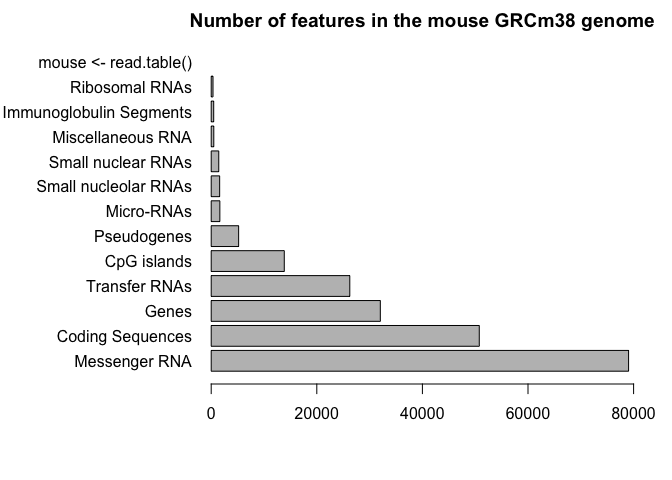 Number of features in the mouse GRCm38 genome
mouse <- read.table()
Ribosomal RNAs
Immunoglobulin Segments
Miscellaneous RNA
Small nuclear RNAs
Small nucleolar RNAs
Micro-RNAs
Pseudogenes
CpG islands
Transfer RNAs
Genes
Coding Sequences
Messenger RNA
0 20000 40000 60000 80000